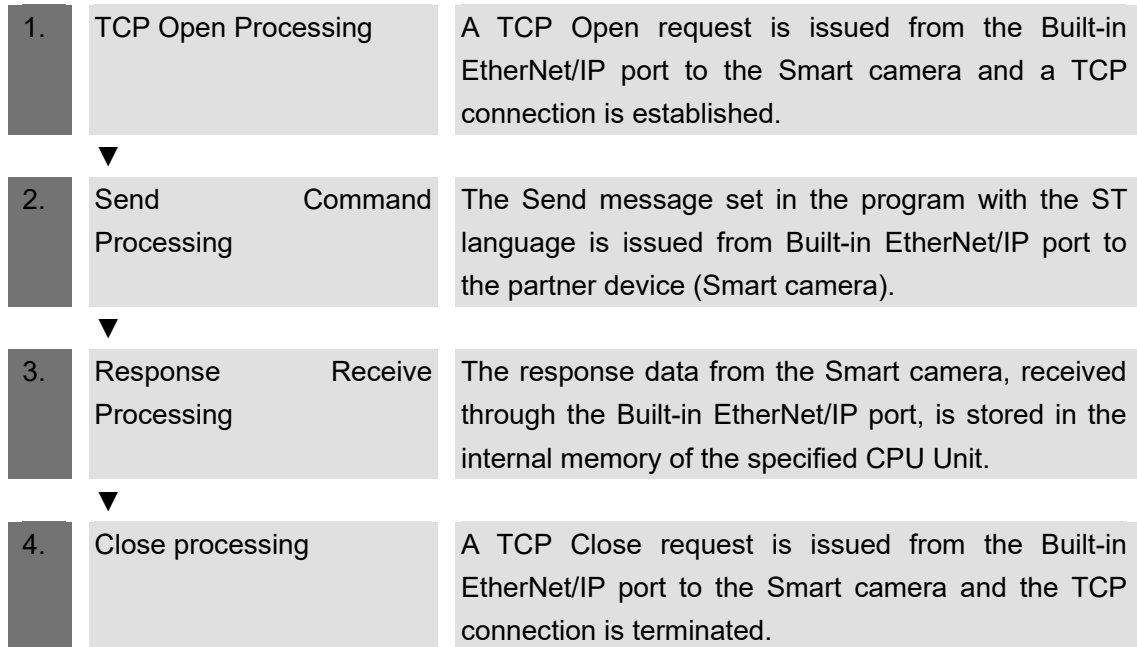 1. TCP Open Processing A TCP Open request is issued from the Built-in
EtherNet/IP port to the Smart camera and a TCP
connection is established.
▼
2. Send Command The Send message set in the program with the ST
Processing language is issued from Built-in EtherNet/IP port to
the partner device (Smart camera).
▼
3. Response Receive The response data from the Smart camera, received
Processing through the Built-in EtherNet/IP port, is stored in the
internal memory of the specified CPU Unit.
▼
4. Close processing A TCP Close request is issued from the Built-in
EtherNet/IP port to the Smart camera and the TCP
connection is terminated.